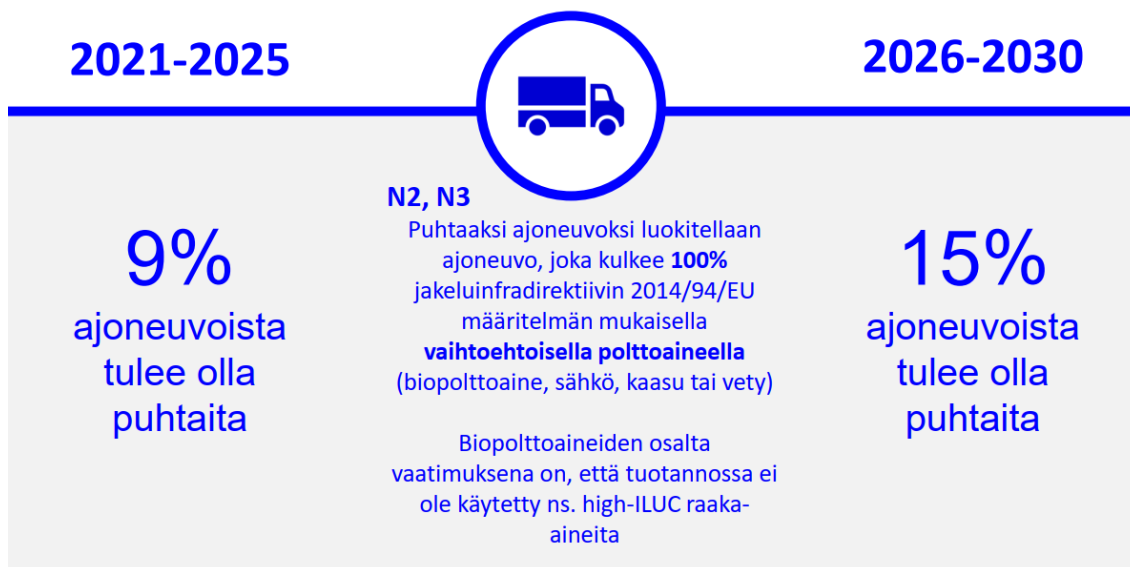 2021-2025
2026-2030
9%
ajoneuvoista
tulee olla
puhtaita
N2, N3
Puhtaaksi ajoneuvoksi luokitellaan
ajoneuvo, joka kulkee 100%
jakeluinfradirektiivin 2014/94/EU
määritelmän mukaisella
vaihtoehtoisella polttoaineella
(biopolttoaine, sähkö, kaasu tai vety)
Biopolttoaineiden osalta
vaatimuksena on, että tuotannossa ei
ole käytetty ns. high-ILUC raaka-
aineita
15%
ajoneuvoista
tulee olla
puhtaita